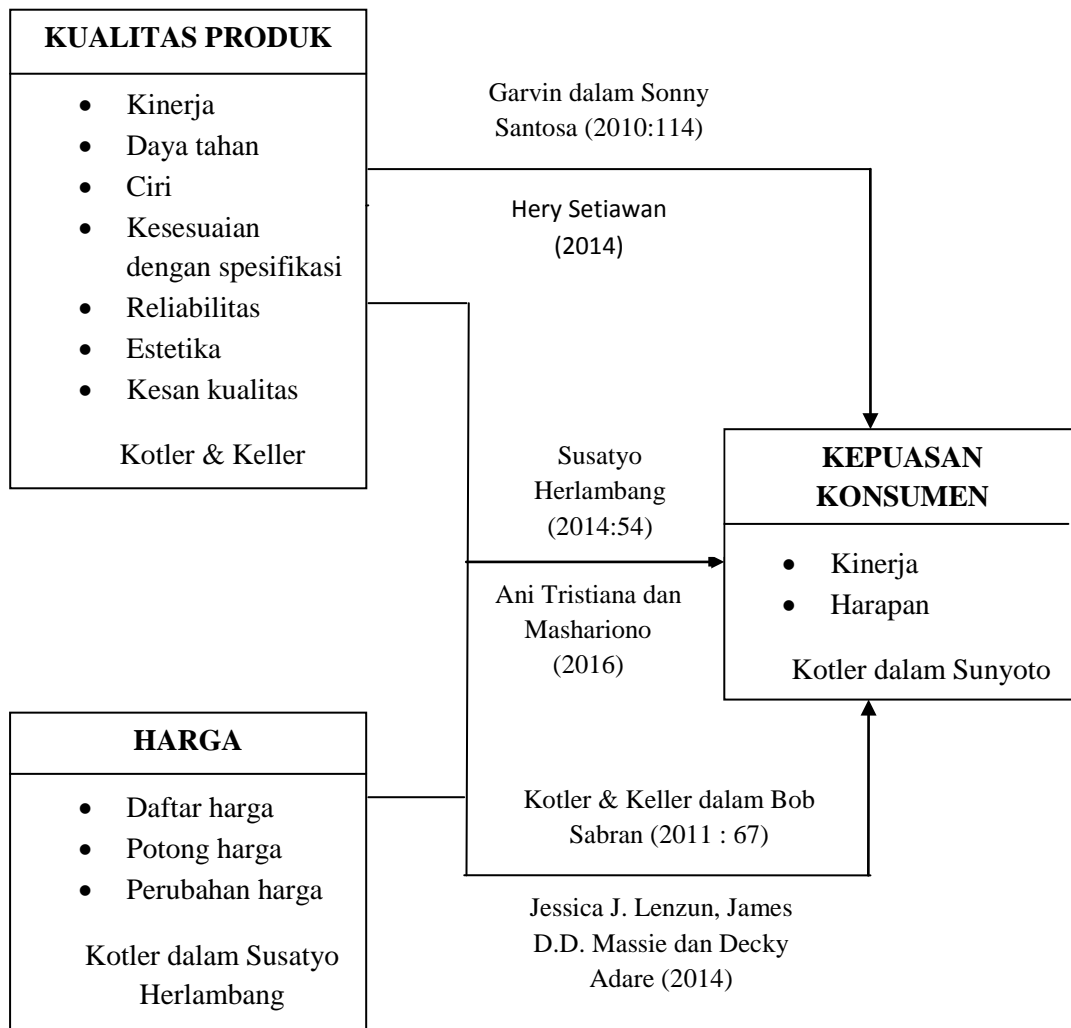 KUALITAS PRODUK
• Kinerja
• Daya tahan
• Ciri
• Kesesuaian
dengan spesifikasi
• Reliabilitas
• Estetika
• Kesan kualitas
Kotler & Keller
Garvin dalam Sonny
Santosa (2010:114)
Hery Setiawan
(2014)
Susatyo
Herlambang
(2014:54)
Ani Tristiana dan
Mashariono
(2016)
KEPUASAN
KONSUMEN
• Kinerja
• Harapan
Kotler dalam Sunyoto
HARGA
• Daftar harga
• Potong harga
• Perubahan harga
Kotler dalam Susatyo
Herlambang
Kotler & Keller dalam Bob
Sabran (2011 : 67)
Jessica J. Lenzun, James
D.D. Massie dan Decky
Adare (2014)